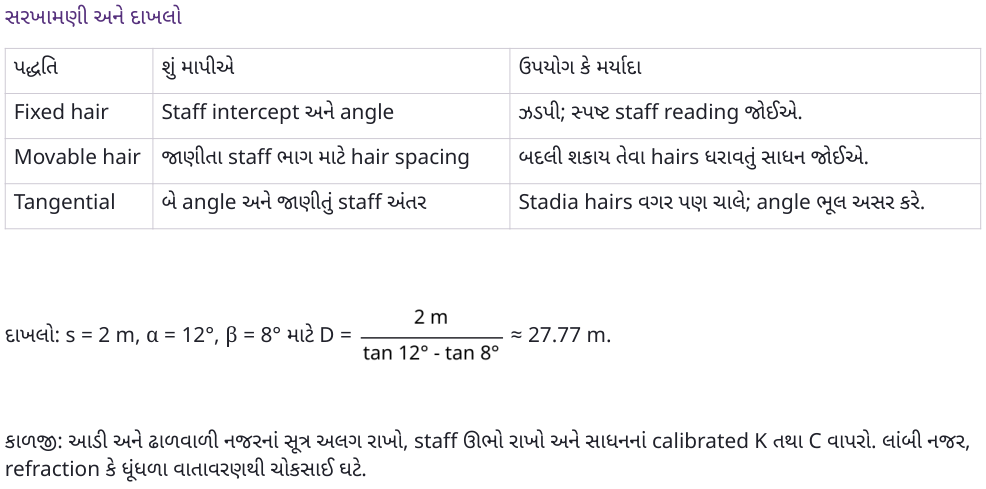 સરખામણી અને દાખલો
પદ્ધતિ શું માપીએ ઉપયોગ કે મર્યાદા
Fixed hair Staff intercept અને angle ઝડપી; સ્પષ્ટ staff reading જોઈએ.
Movable hair જાણીતા staff ભાગ માટે hair spacing બદલી શકાય તેવા hairs ધરાવતું સાધન જોઈએ.
Tangential બે angle અને જાણીતું staff અંતર Stadia hairs વગર પણ ચાલે; angle ભૂલ અસર કરે.
દાખલો: s = 2 m, α = 12°, β = 8° માટે D = 2 m / tan 12° - tan 8° ≈ 27.77 m.
કાળજી: આડી અને ઢાળવાળી નજરનાં સૂત્ર અલગ રાખો, staff ઊભો રાખો અને સાધનનાં calibrated K તથા C વાપરો. લાંબી નજર,
refraction કે ધૂંધળા વાતાવરણથી ચોકસાઈ ઘટે.